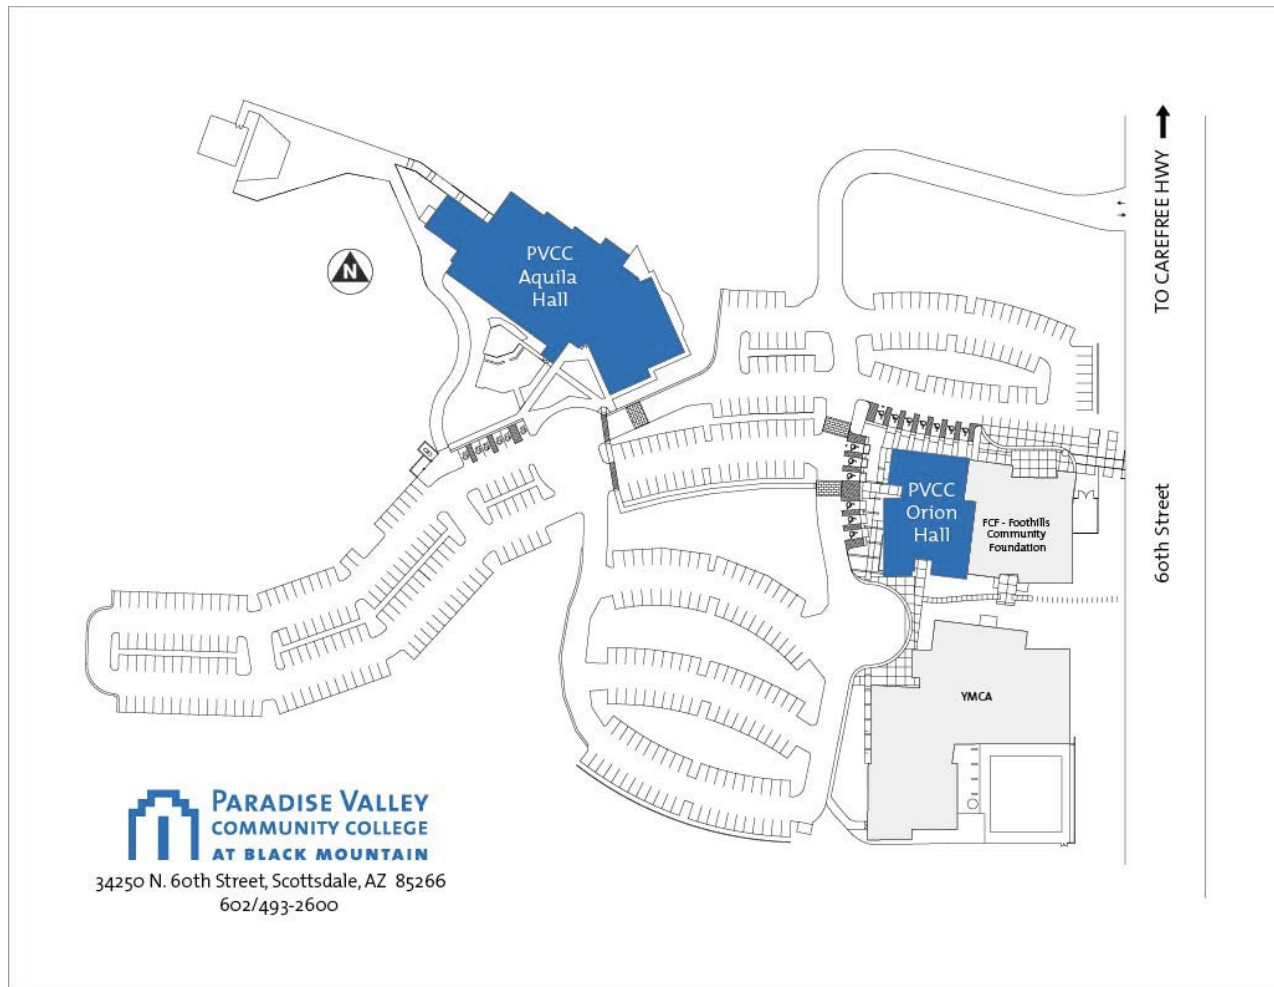 TO CAREFREE HWY
N
PVCC
Aquila
Hall
PVCC
Orion
Hall
FCF - Foothills
Community
Foundation
60th Street
YMCA
PARADISE VALLEY
COMMUNITY COLLEGE
AT BLACK MOUNTAIN
34250 N. 60th Street, Scottsdale, AZ 85266
602/493-2600